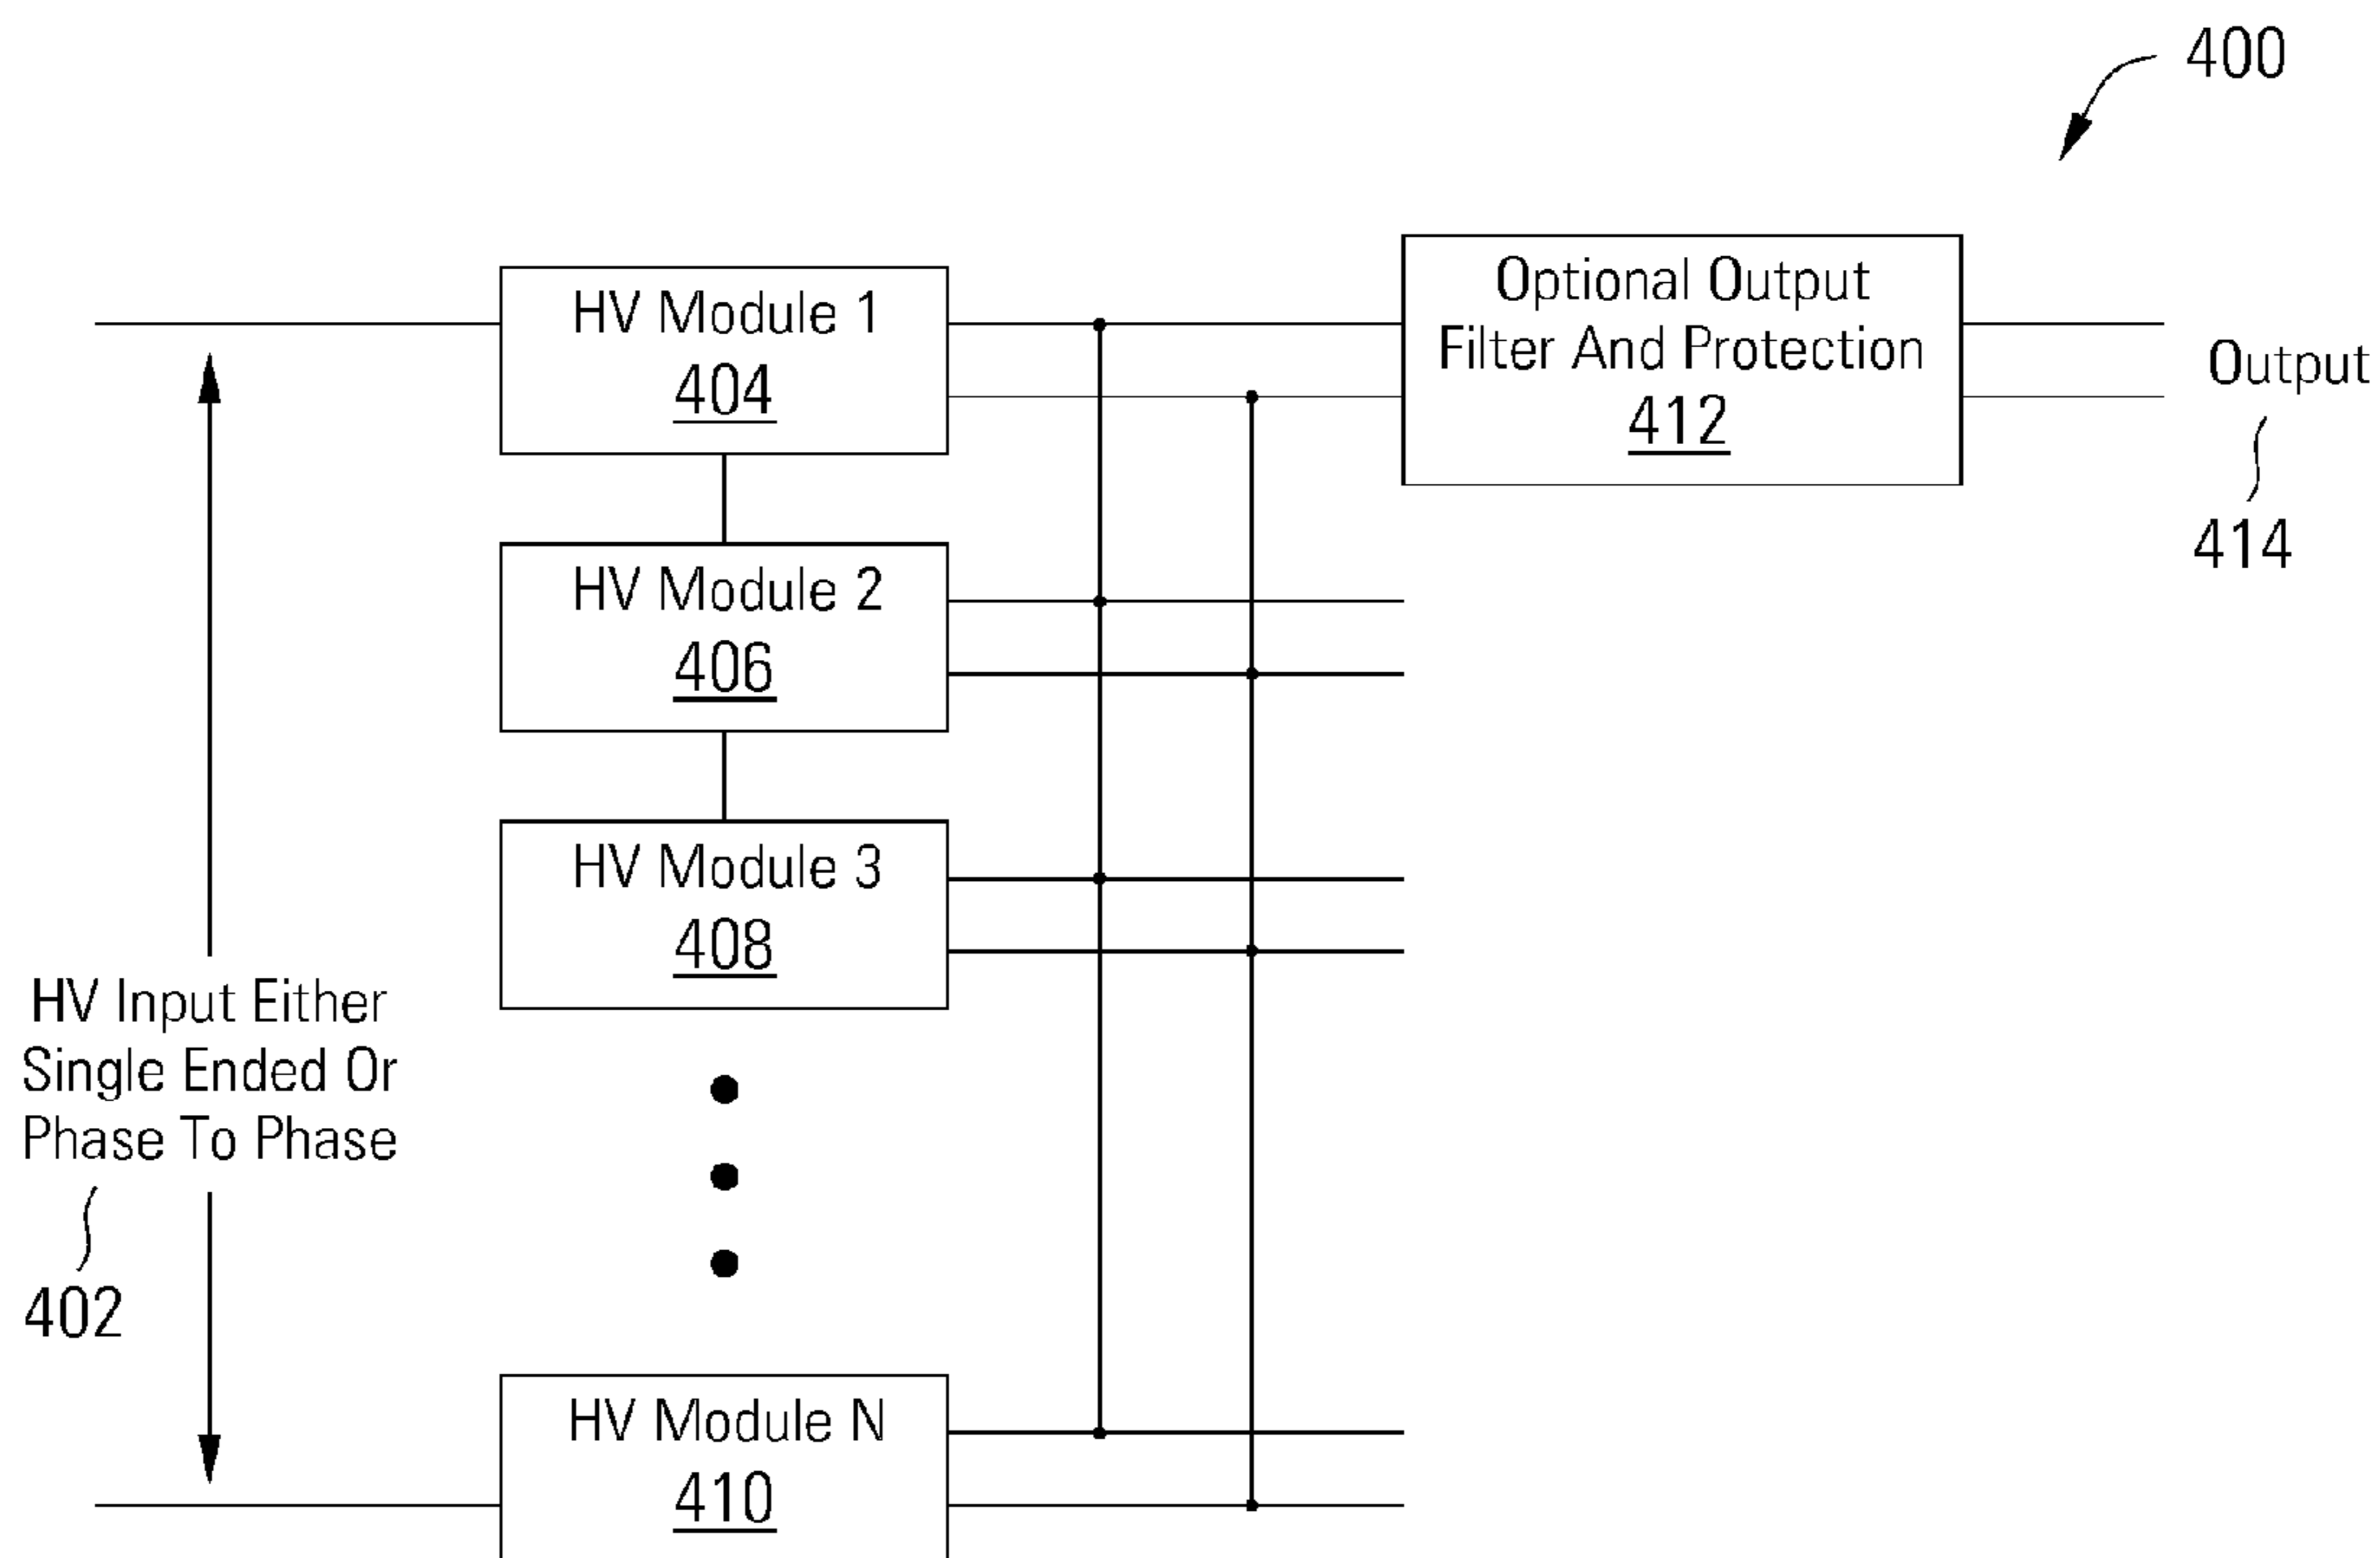 400
HV Module 1
404
Optional Output
Filter And Protection
412
Output
414
HV Module 2
406
HV Module 3
408
HV Input Either
Single Ended Or
Phase To Phase
402
HV Module N
410